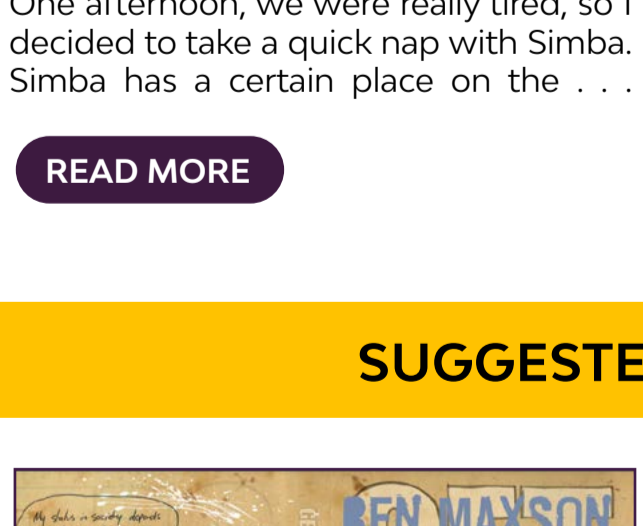 One afternoon, we were really tired, so I
decided to take a quick nap with Simba.
Simba has a certain place on the . . .
READ MORE
SUGGESTE
My status in society depends
BEN MAXSON